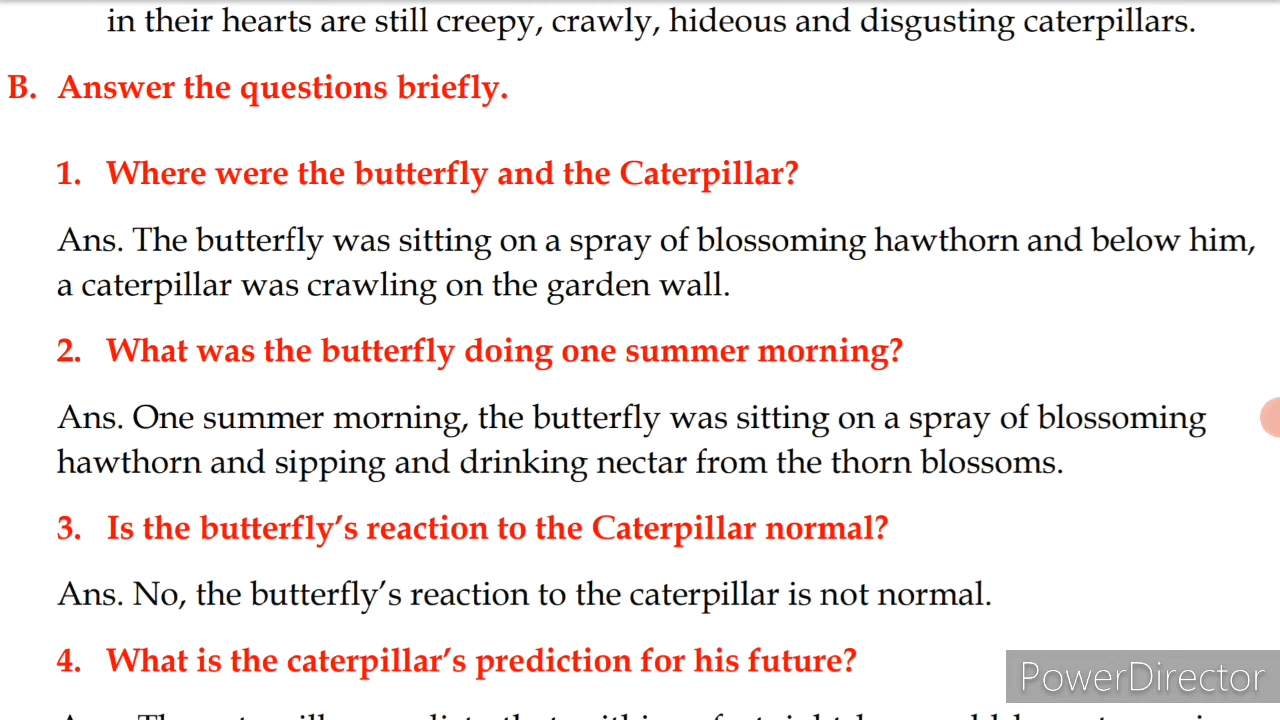 in their hearts are still creepy, crawly, hideous and disgusting caterpillars.
B. Answer the questions briefly.
1. Where were the butterfly and the Caterpillar?
Ans. The butterfly was sitting on a spray of blossoming hawthorn and below him,
a caterpillar was crawling on the garden wall.
2. What was the butterfly doing one summer morning?
Ans. One summer morning, the butterfly was sitting on a spray of blossoming
hawthorn and sipping and drinking nectar from the thorn blossoms.
3. Is the butterfly’s reaction to the Caterpillar normal?
Ans. No, the butterfly’s reaction to the caterpillar is not normal.
4. What is the caterpillar’s prediction for his future?
PowerDirector